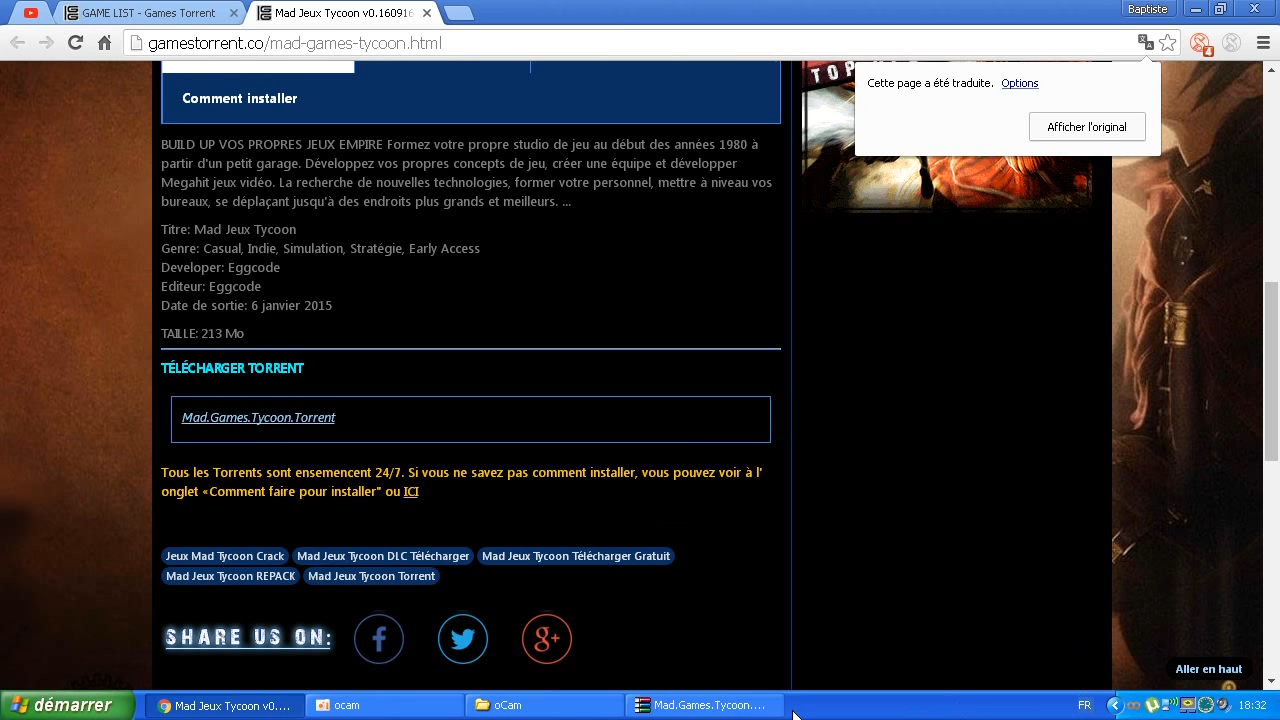 GAME LIST - Games Torrent
Mad Jeux Tycoon v0.16091
Baptiste
gamestorrent.co/mad-games-tycoon.html
4
TOP
Cette page a été traduite. Options
Afficher l'original
Comment installer
BUILD UP VOS PROPRES JEUX EMPIRE Formez votre propre studio de jeu au début des années 1980 à
partir d'un petit garage. Développez vos propres concepts de jeu, créer une équipe et développer
Megahit jeux vidéo. La recherche de nouvelles technologies, former votre personnel, mettre à niveau vos
bureaux, se déplaçant jusqu'à des endroits plus grands et meilleurs. ...
Titre: Mad Jeux Tycoon
Genre: Casual, Indie, Simulation, Stratégie, Early Access
Developer: Eggcode
Editeur: Eggcode
Date de sortie: 6 janvier 2015
TAILLE: 213 Mo
TÉLÉCHARGER TORRENT
Mad.Games.Tycoon.Torrent
Tous les Torrents sont ensemencent 24/7. Si vous ne savez pas comment installer, vous pouvez voir à l'
onglet «Comment faire pour installer" ou ICI
Jeux Mad Tycoon Crack Mad Jeux Tycoon DLC Télécharger Mad Jeux Tycoon Télécharger Gratuit
Mad Jeux Tycoon REPACK Mad Jeux Tycoon Torrent
SHARE US ON:
Aller en haut
démarrer
Mad Jeux Tycoon v0....
ocam
oCam
Mad.Games.Tycoon....
FR
18:32